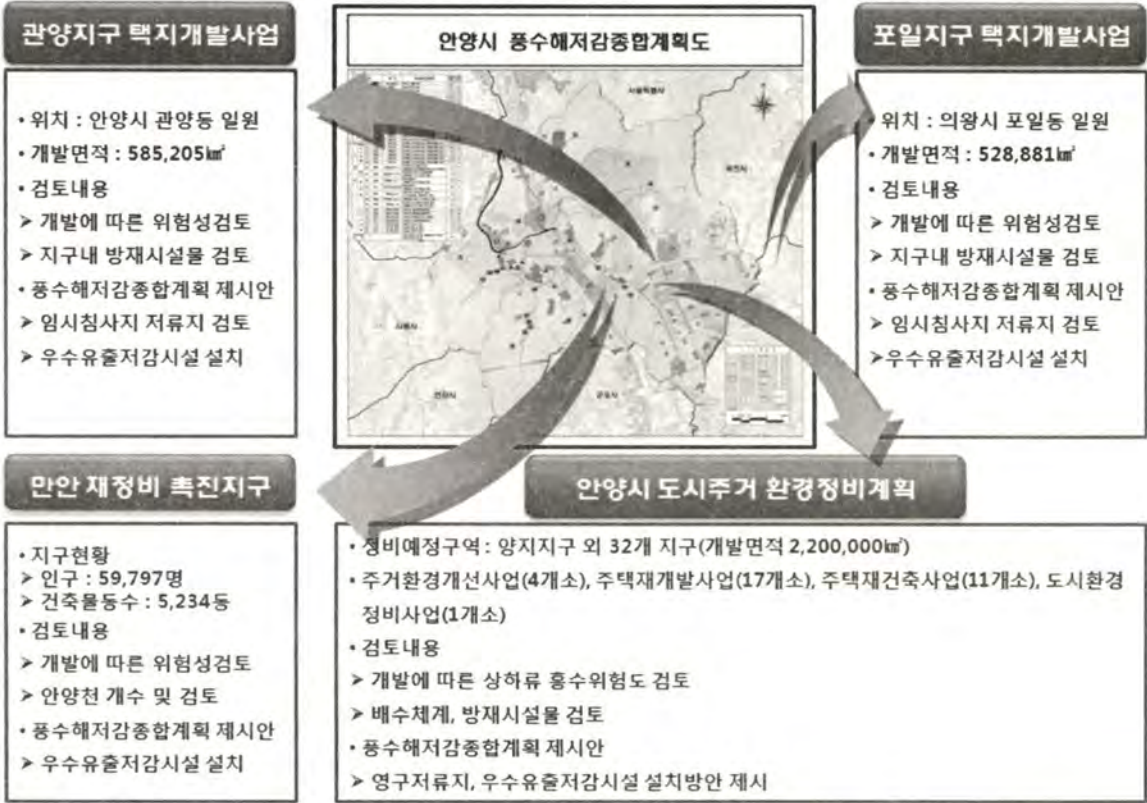 관양지구 택지개발사업
• 위치 : 안양시 관양동 일원
• 개발면적 : 585,205㎢
• 검토내용
➢ 개발에 따른 위험성검토
➢ 지구내 방재시설물 검토
• 풍수해저감종합계획 제시안
➢ 임시침사지 저류지 검토
➢ 우수유출저감시설 설치
안양시 풍수해저감종합계획도
서울특별시
과천시
시흥시
안산시
군포시
포일지구 택지개발사업
• 위치 : 의왕시 포일동 일원
• 개발면적 : 528,881㎢
• 검토내용
➢ 개발에 따른 위험성검토
➢ 지구내 방재시설물 검토
• 풍수해저감종합계획 제시안
➢ 임시침사지 저류지 검토
➢우수유출저감시설 설치
만안 재정비 촉진지구
• 지구현황
➢ 인구 : 59,797명
➢ 건축물동수 : 5,234동
• 검토내용
➢ 개발에 따른 위험성검토
➢ 안양천 개수 및 검토
• 풍수해저감종합계획 제시안
➢ 우수유출저감시설 설치
안양시 도시주거 환경정비계획
• 정비예정구역 : 양지지구 외 32개 지구(개발면적 2,200,000㎢)
• 주거환경개선사업(4개소), 주택재개발사업(17개소), 주택재건축사업(11개소), 도시환경
정비사업(1개소)
• 검토내용
➢ 개발에 따른 상하류 홍수위험도 검토
➢ 배수체계, 방재시설물 검토
• 풍수해저감종합계획 제시안
➢ 영구저류지, 우수유출저감시설 설치방안 제시